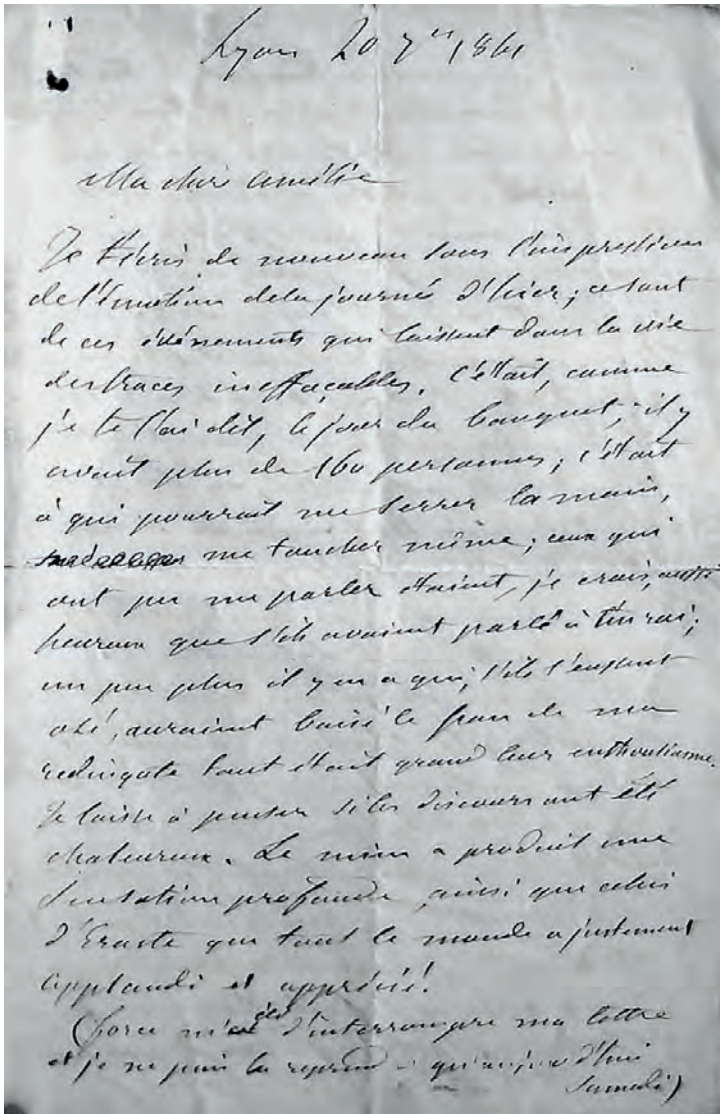 Lyon 20 7bre 1861
Ma chère Amélie
Je t'écris de nouveau sous l'impression
de l'émotion de la journée d'hier; ce sont
de ces événements qui laissent dans la vie
des traces ineffaçables. C'était, comme
je te l'ai dit, le jour du banquet; il y
avait plus de 160 personnes; c'était
à qui pourrait me serrer la main,
me toucher même; ceux qui
ont pu me parler étaient, je crois, aussi
heureux que s'ils avaient parlé à un roi;
un peu plus il y en a qui, s'ils l'eussent
osé, auraient baisé le pan de ma
redingote tant était grand leur enthousiasme.
Je laisse à penser si les discours ont été
chaleureux. Le mien a produit une
sensation profonde, ainsi que celui
d'Eraste que tout le monde a justement
applaudi et apprécié!
(force m'a été d'interrompre ma lettre
et je ne puis la reprendre qu'aujourd'hui
Samedi)